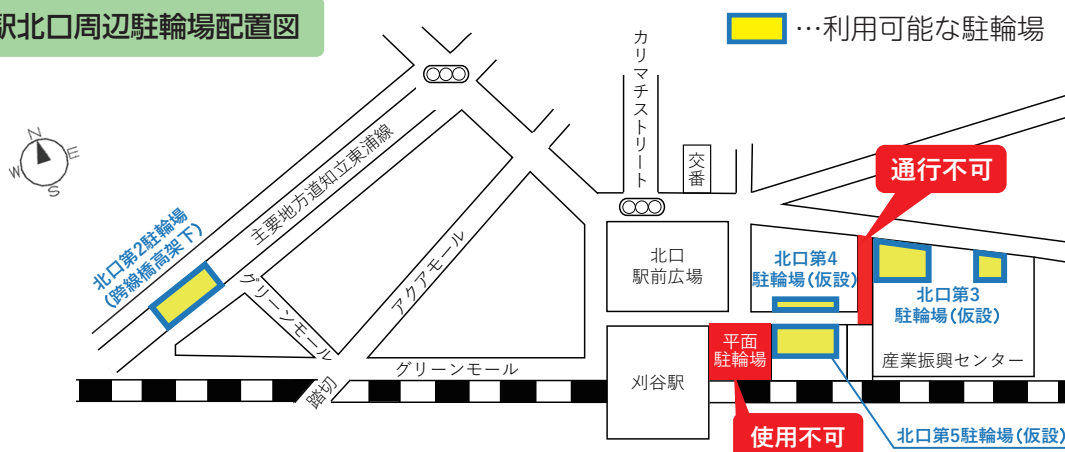 駅北口周辺駐輪場配置図
…利用可能な駐輪場
N
W
E
S
カリマチストリート
交番
通行不可
主要地方道知立東浦線
北口第2駐輪場
(跨線橋高架下)
グリーンモール
アクアモール
北口
駅前広場
北口第4
駐輪場(仮設)
北口第3
駐輪場(仮設)
平面
駐輪場
産業振興センター
グリーンモール
刈谷駅
踏切
使用不可
北口第5駐輪場(仮設)